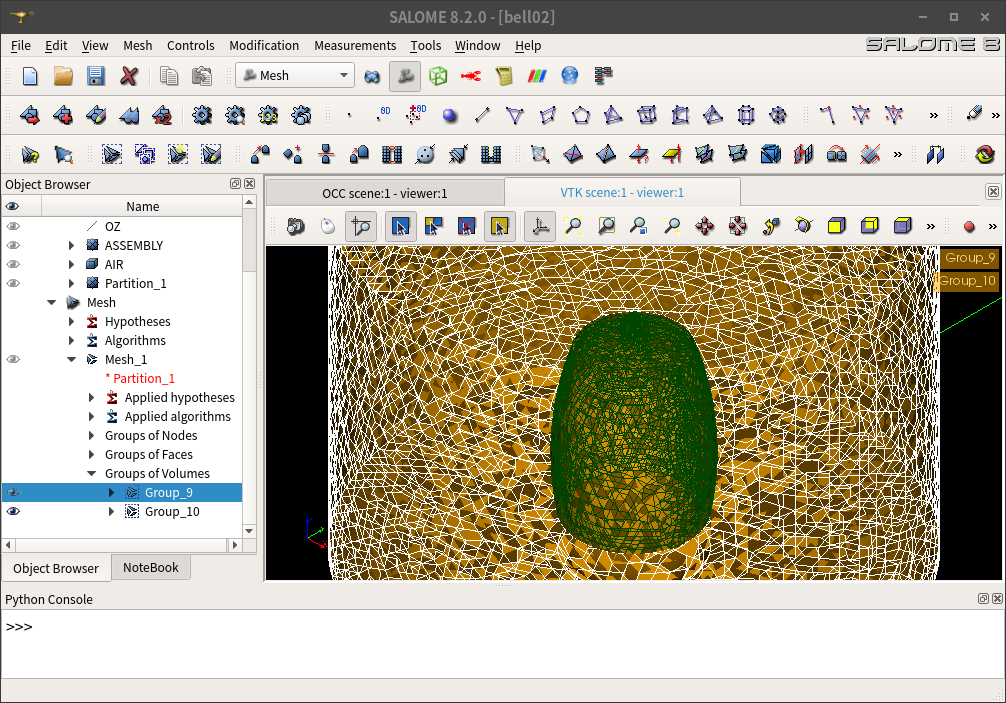 SALOME 8.2.0 - [bell02]
File Edit View Mesh Controls Modification Measurements Tools Window Help
SALOME 8
Mesh
0D 0D
Object Browser
Name
OZ
ASSEMBLY
AIR
Partition_1
Mesh
Hypotheses
Algorithms
Mesh_1
* Partition_1
Applied hypotheses
Applied algorithms
Groups of Nodes
Groups of Faces
Groups of Volumes
Group_9
Group_10
Object Browser NoteBook
OCC scene:1 - viewer:1 VTK scene:1 - viewer:1
Group_9
Group_10
Python Console
>>>